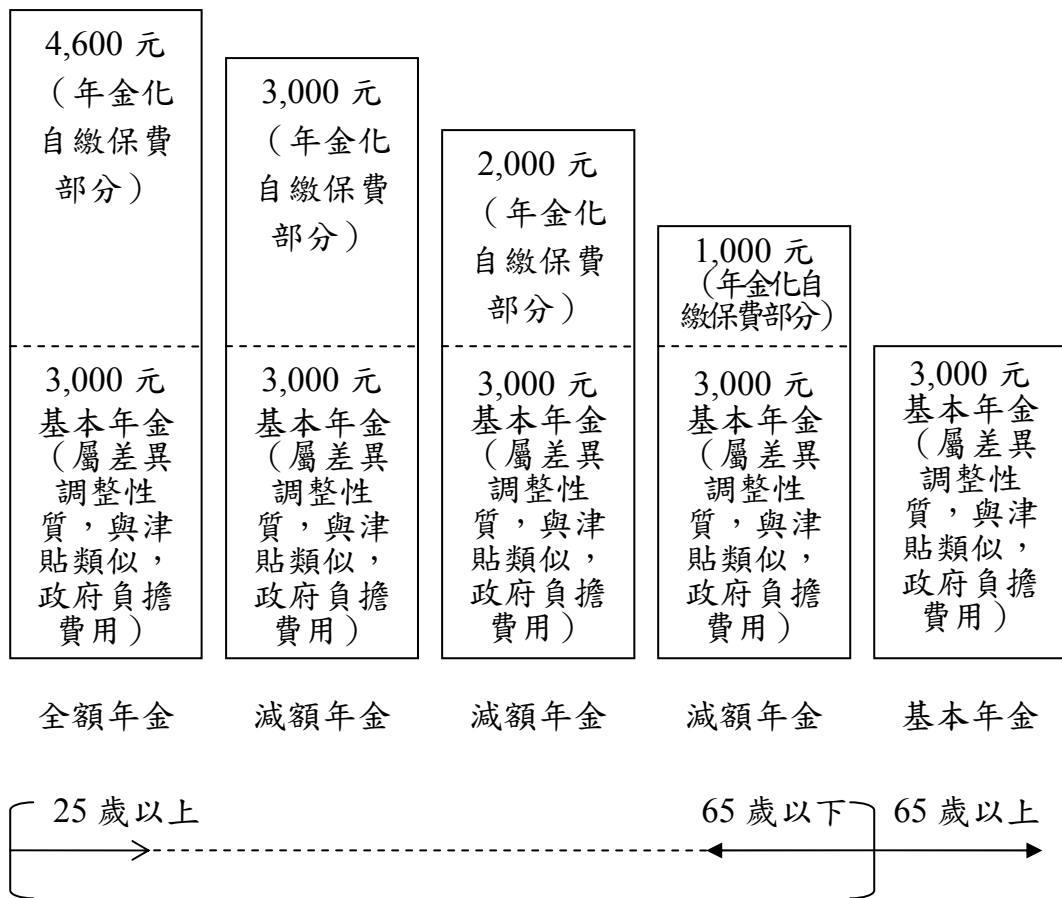 4,600 元
（年金化
自繳保費
部分）
3,000 元
基本年金
（屬差異
調整性
質，與津
貼類似，
政府負擔
費用）
全額年金
3,000 元
（年金化
自繳保費
部分）
3,000 元
基本年金
（屬差異
調整性
質，與津
貼類似，
政府負擔
費用）
減額年金
2,000 元
（年金化
自繳保費
部分）
3,000 元
基本年金
（屬差異
調整性
質，與津
貼類似，
政府負擔
費用）
減額年金
1,000 元
（年金化自
繳保費部分）
3,000 元
基本年金
（屬差異
調整性
質，與津
貼類似，
政府負擔
費用）
減額年金
3,000 元
基本年金
（屬差異
調整性
質，與津
貼類似，
政府負擔
費用）
基本年金
25 歲以上
65 歲以下
65 歲以上